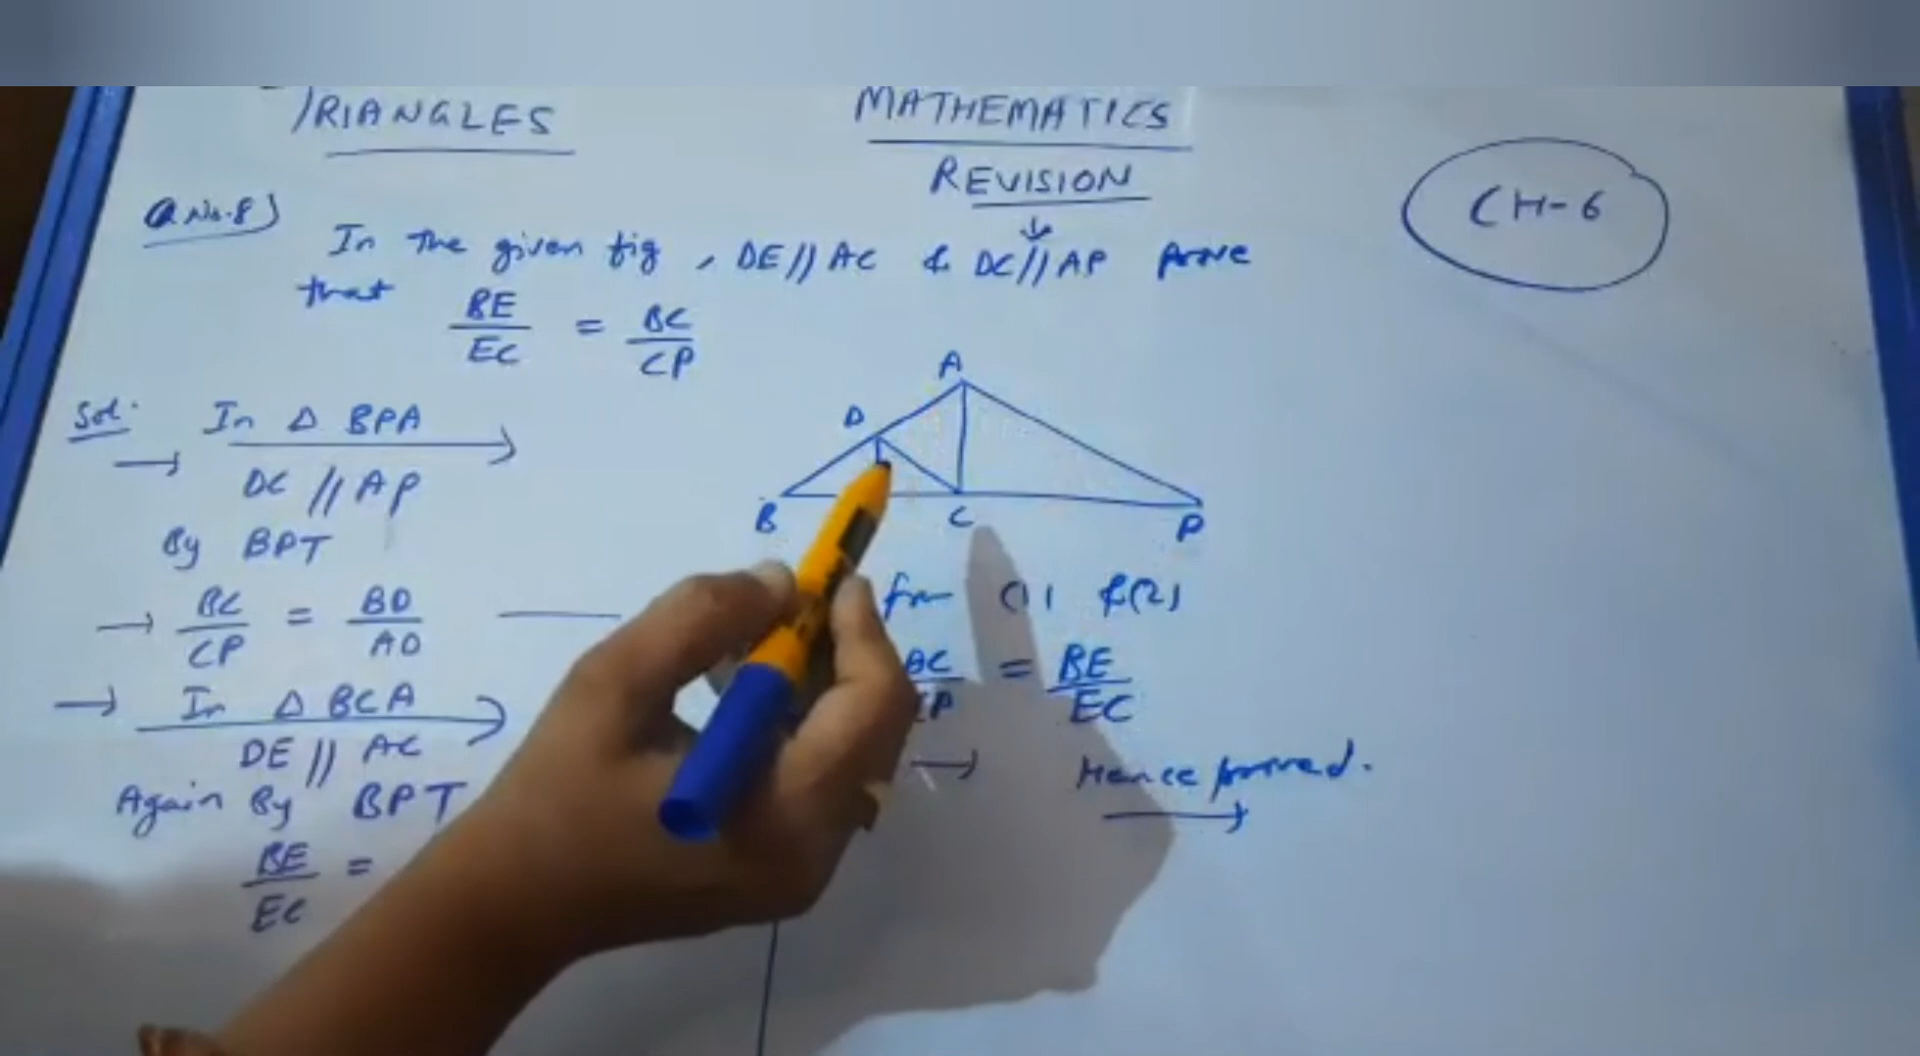 TRIANGLES
MATHEMATICS
REVISION
CH-6
Q No. 8)
In the given fig, DE // AC & DC // AP prove
that
BE/EC = BC/CP
A
D
B
C
P
Sol.
→ In △ BPA
DC // AP
By BPT
→ BC/CP = BD/AD
→ In △ BCA
DE // AC
Again By BPT
BE/EC =
from (1) &(2)
BC/CP = BE/EC
→ Hence proved.